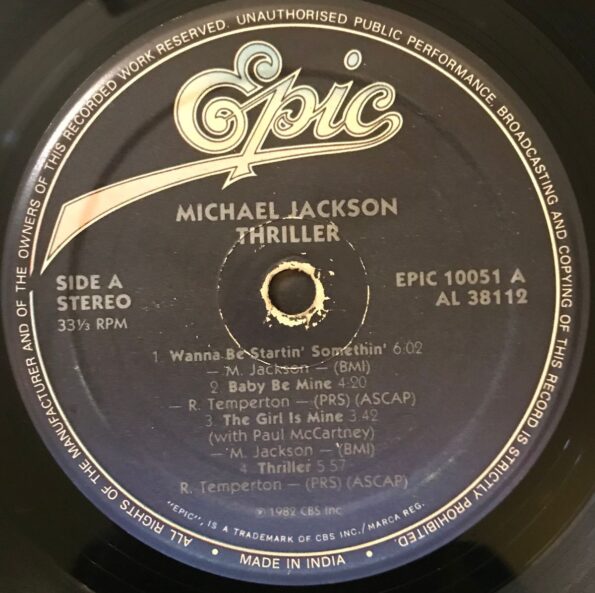 ALL RIGHTS OF THE MANUFACTURER AND OF THE OWNERS OF THIS RECORDED WORK RESERVED. UNAUTHORISED PUBLIC PERFORMANCE, BROADCASTING AND COPYING OF THIS RECORD IS STRICTLY PROHIBITED.
Epic
MICHAEL JACKSON
THRILLER
SIDE A
STEREO
33⅓ RPM
EPIC 10051 A
AL 38112
1. Wanna Be Startin' Somethin' 6:02
— M. Jackson — (BMI)
2. Baby Be Mine 4:20
— R. Temperton — (PRS) (ASCAP)
3. The Girl Is Mine 3.42
(with Paul McCartney)
— M. Jackson — (BMI)
4. Thriller 5 57
R. Temperton — (PRS) (ASCAP)
℗ 1982 CBS Inc
"EPIC", IS A TRADEMARK OF CBS INC./MARCA REG.
• MADE IN INDIA •